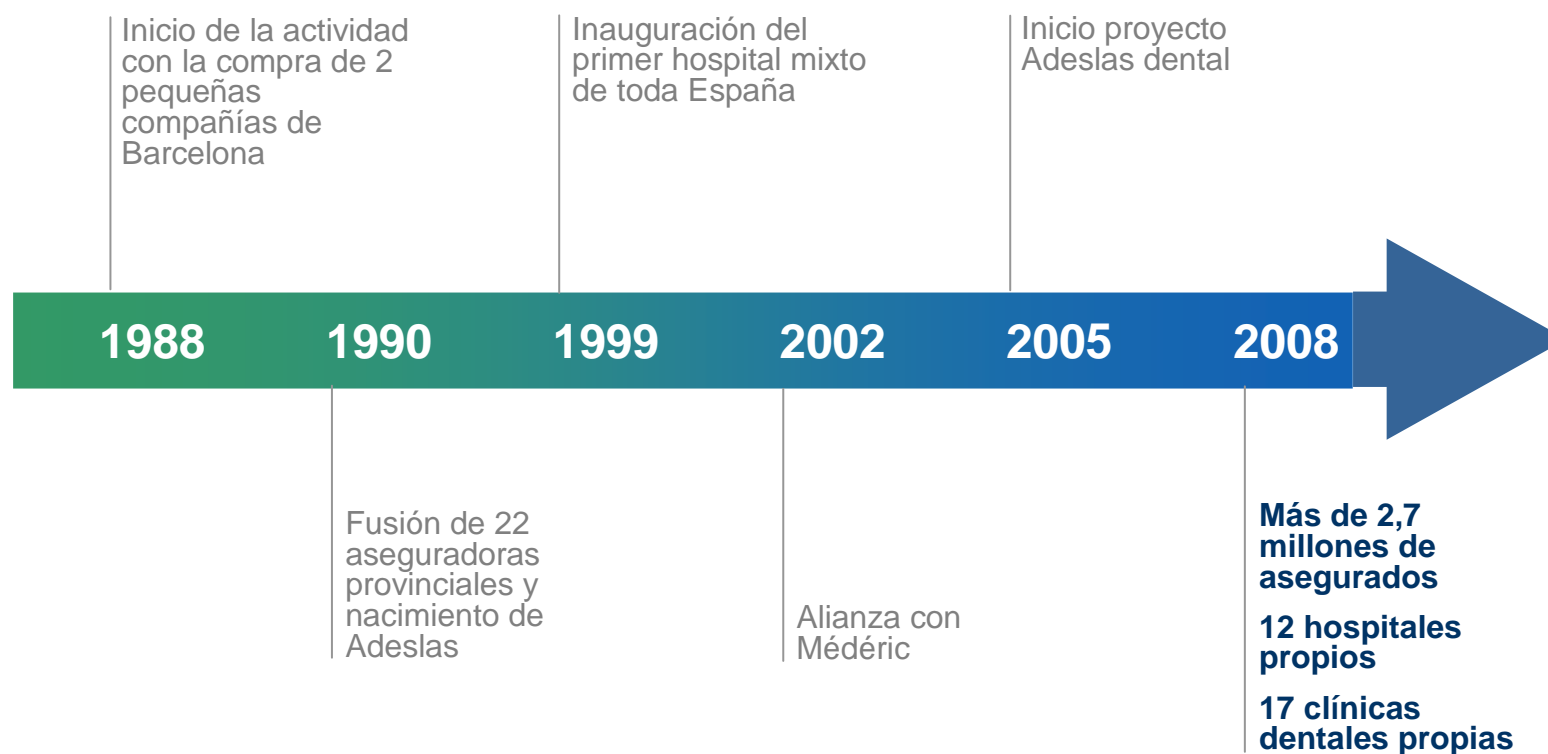 Inicio de la actividad
con la compra de 2
pequeñas
compañías de
Barcelona
Inauguración del
primer hospital mixto
de toda España
Inicio proyecto
Adeslas dental
1988
1990
1999
2002
2005
2008
Fusión de 22
aseguradoras
provinciales y
nacimiento de
Adeslas
Alianza con
Médéric
Más de 2,7
millones de
asegurados
12 hospitales
propios
17 clínicas
dentales propias